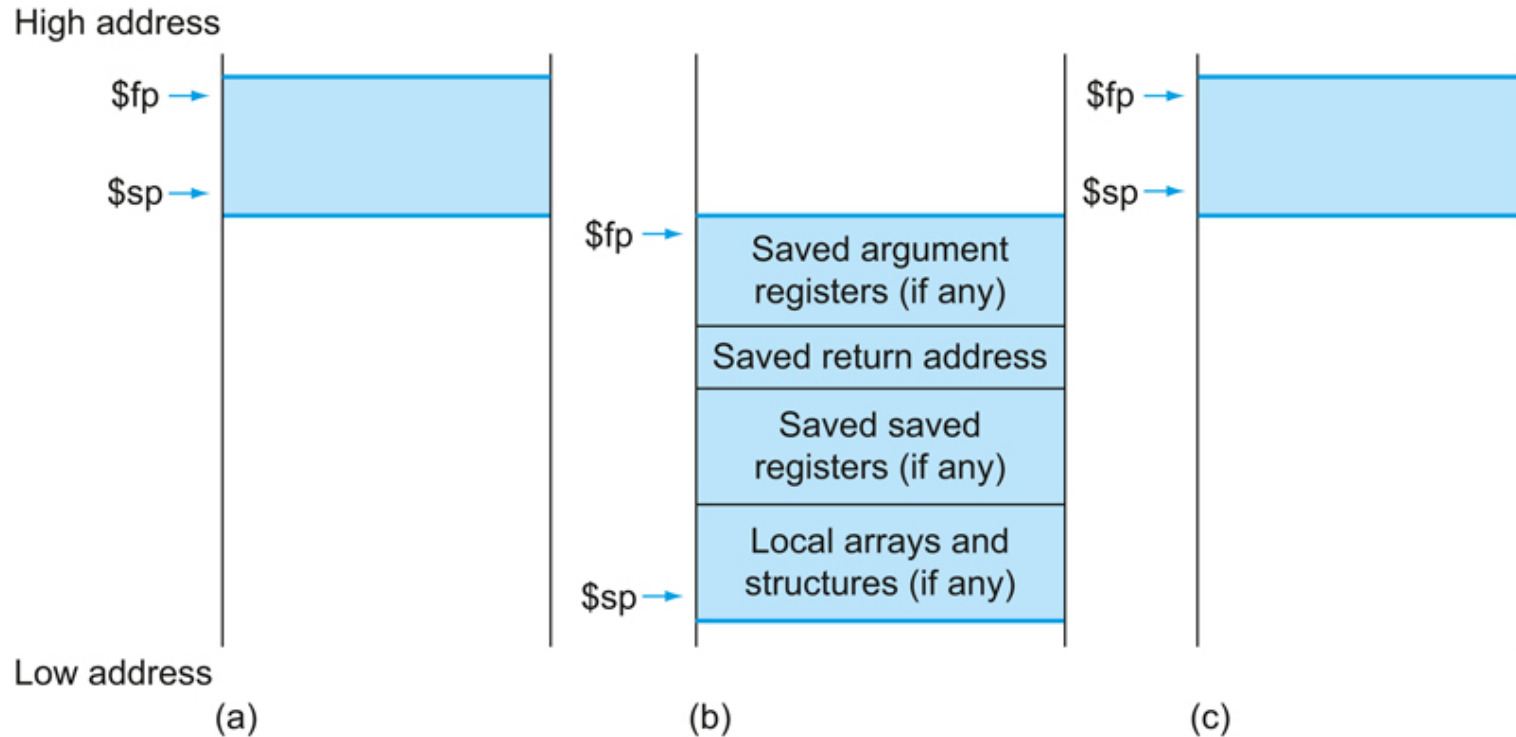 High address
$fp
$fp
$sp
$sp
$fp
Saved argument
registers (if any)
Saved return address
Saved saved
registers (if any)
Local arrays and
structures (if any)
$sp
Low address
(a)
(b)
(c)